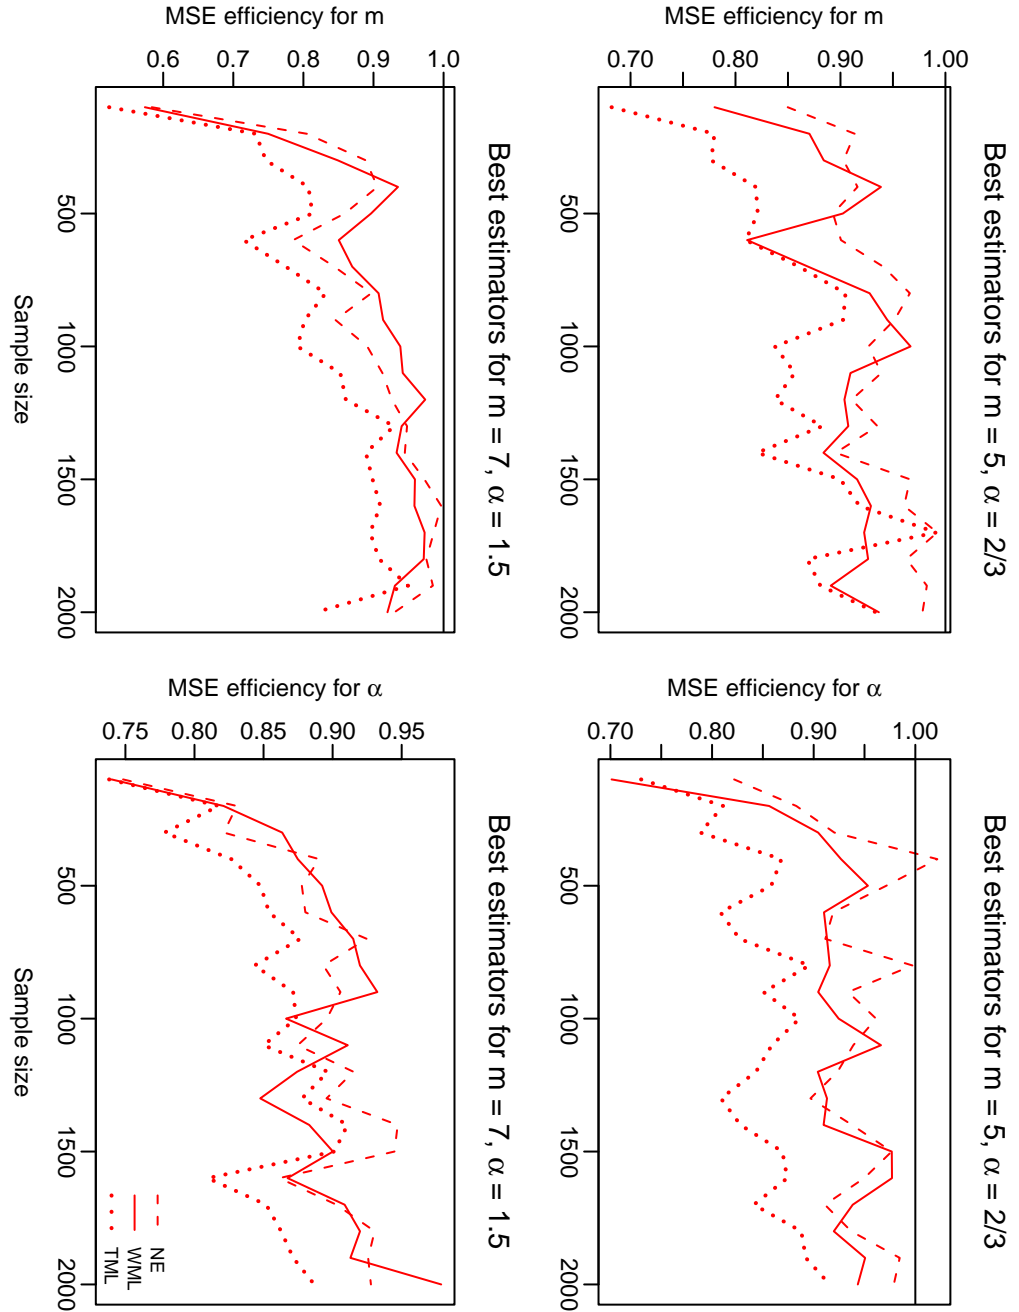 Best estimators for m = 5, α = 2/3
MSE efficiency for m
0.70
0.80
0.90
1.00
500
1000
1500
2000
Best estimators for m = 5, α = 2/3
MSE efficiency for α
0.70
0.80
0.90
1.00
500
1000
1500
2000
Best estimators for m = 7, α = 1.5
MSE efficiency for m
0.6
0.7
0.8
0.9
1.0
500
1000
1500
2000
Sample size
Best estimators for m = 7, α = 1.5
MSE efficiency for α
0.75
0.80
0.85
0.90
0.95
500
1000
1500
2000
Sample size
NE
WML
TML